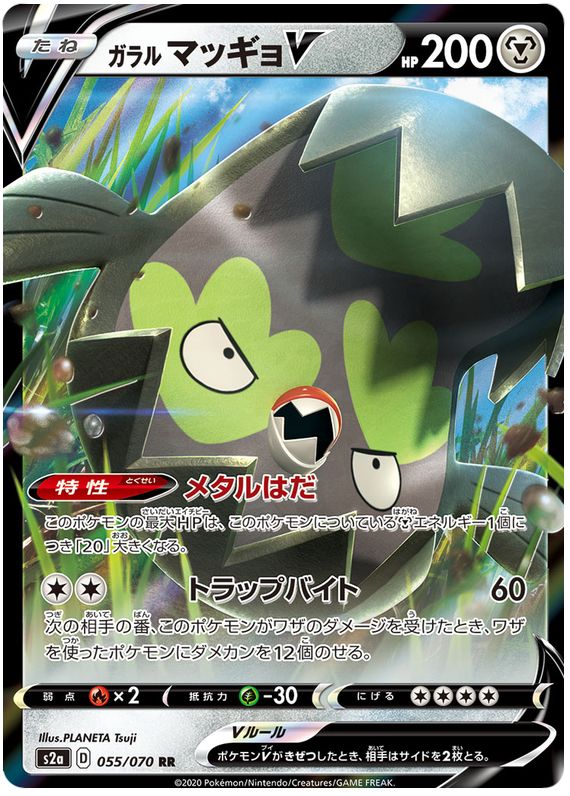 たね ガラル マッギョV HP200
特性 とくせい メタルはだ
このポケモンの最大HPは、このポケモンについているエネルギー1個に
つき「20」大きくなる。
トラップバイト 60
次の相手の番、このポケモンがワザのダメージを受けたとき、ワザ
を使ったポケモンにダメカンを12個のせる。
弱点 ×2 抵抗力 -30 にげる
Illus.PLANETA Tsuji
Vルール
s2a D 055/070 RR
ポケモンVがきぜつしたとき、相手はサイドを2枚とる。
©2020 Pokémon/Nintendo/Creatures/GAME FREAK.